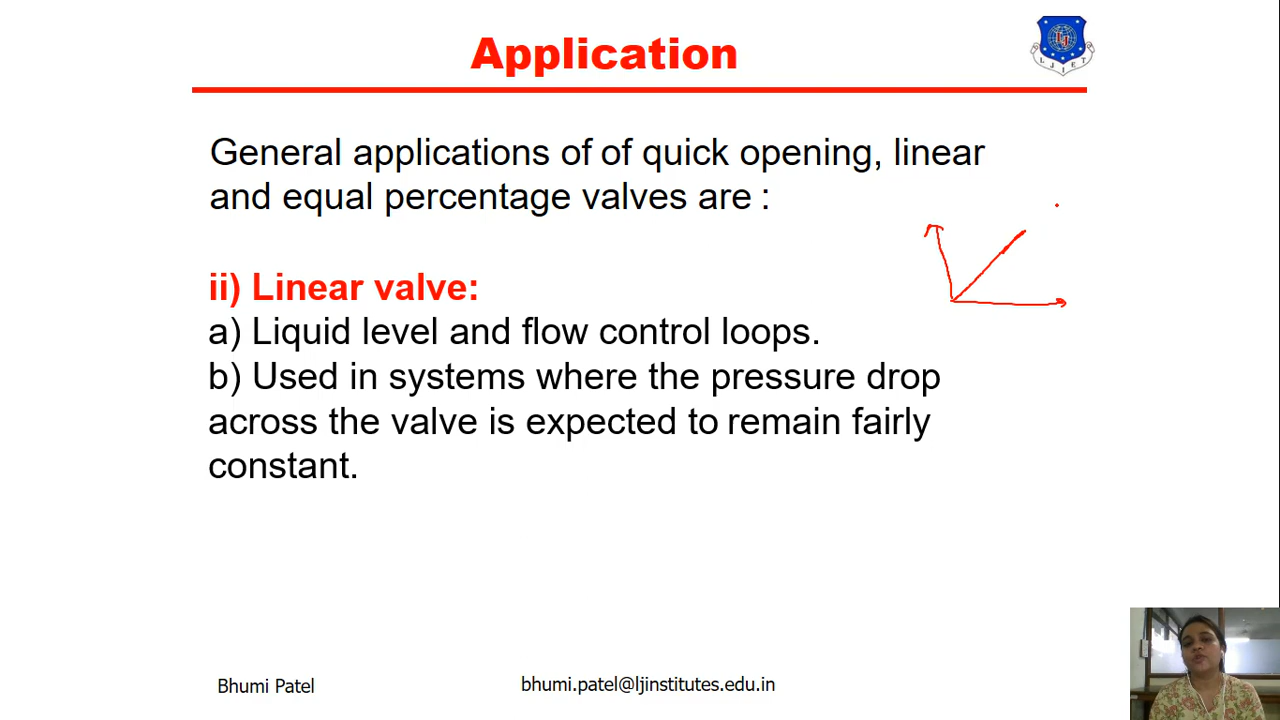 Application
L J I E T
General applications of of quick opening, linear
and equal percentage valves are :
ii) Linear valve:
a) Liquid level and flow control loops.
b) Used in systems where the pressure drop
across the valve is expected to remain fairly
constant.
Bhumi Patel
bhumi.patel@ljinstitutes.edu.in